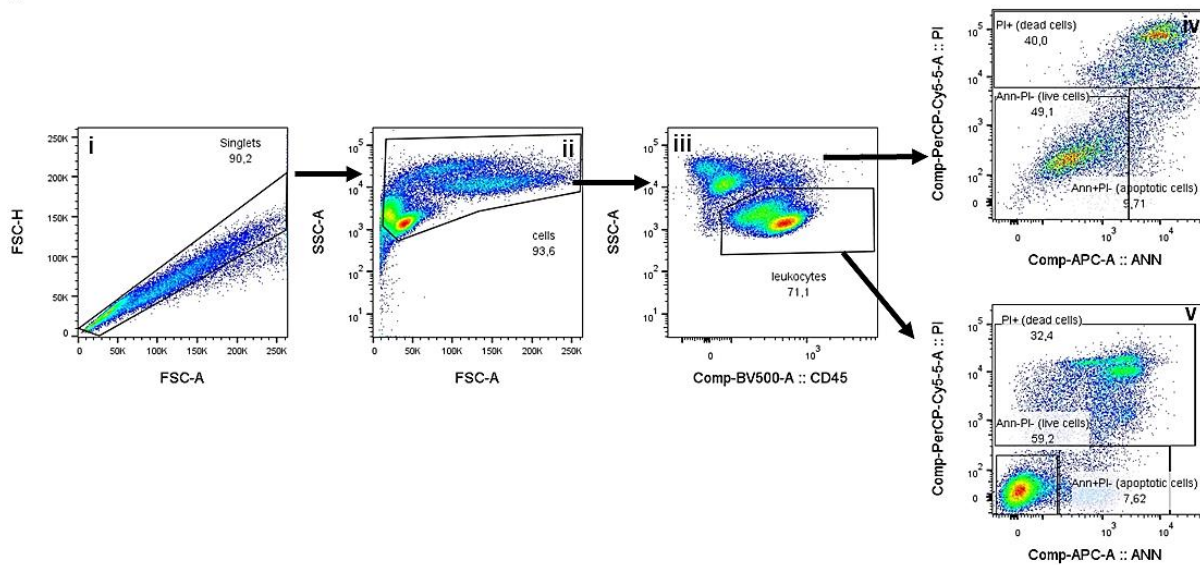 i
Singlets
90,2
FSC-H
250K
200K
150K
100K
50K
0
0 50K 100K 150K 200K 250K
FSC-A
ii
cells
93,6
SSC-A
10^5
10^4
10^3
10^2
10^1
0 50K 100K 150K 200K 250K
FSC-A
iii
leukocytes
71,1
SSC-A
10^5
10^4
10^3
10^2
10^1
0 10^3
Comp-BV500-A :: CD45
iv
PI+ (dead cells)
40,0
Ann-PI- (live cells)
49,1
Ann+PI- (apoptotic cells)
9,71
Comp-PerCP-Cy5-5-A :: PI
10^5
10^4
10^3
0
0 10^3 10^4
Comp-APC-A :: ANN
v
PI+ (dead cells)
32,4
Ann-PI- (live cells)
59,2
Ann+PI- (apoptotic cells)
7,62
Comp-PerCP-Cy5-5-A :: PI
10^5
10^4
10^3
10^2
0
0 10^3 10^4
Comp-APC-A :: ANN